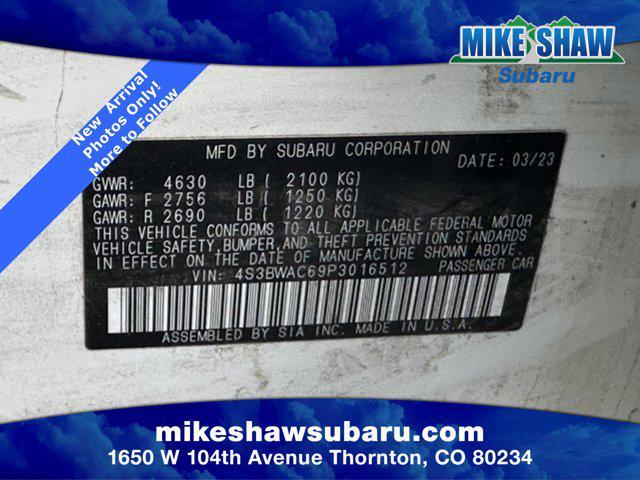 MIKE SHAW
Subaru
New Arrival
Photos Only!
More to Follow
MFD BY SUBARU CORPORATION DATE: 03/23
GVWR: 4630 LB ( 2100 KG)
GAWR: F 2756 LB ( 1250 KG)
GAWR: R 2690 LB ( 1220 KG)
THIS VEHICLE CONFORMS TO ALL APPLICABLE FEDERAL MOTOR
VEHICLE SAFETY, BUMPER, AND THEFT PREVENTION STANDARDS
IN EFFECT ON THE DATE OF MANUFACTURE SHOWN ABOVE.
VIN: 4S3BWAC69P3016512 PASSENGER CAR
ASSEMBLED BY SIA INC. MADE IN U.S.A.
mikeshawsubaru.com
1650 W 104th Avenue Thornton, CO 80234